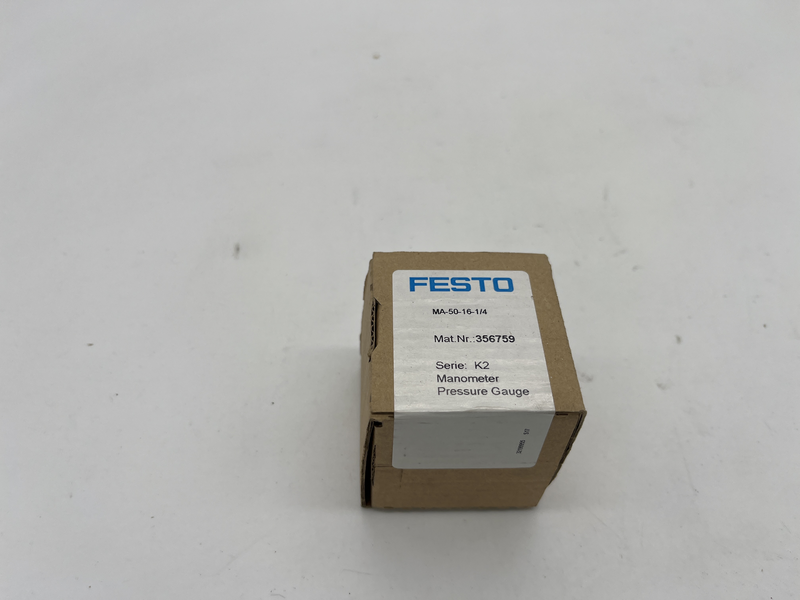 FESTO
MA-50-16-1/4
Mat.Nr.:356759
Serie: K2
Manometer
Pressure Gauge